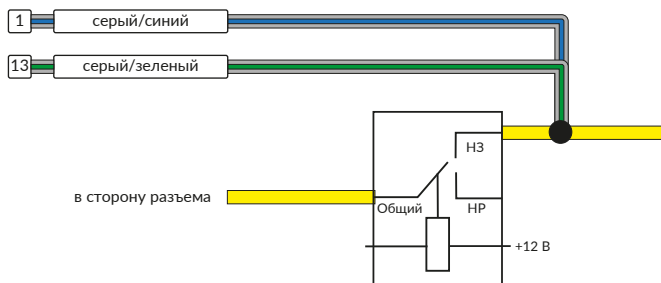 1 серый/синий
13 серый/зеленый
НЗ
в сторону разъема
Общий НР
+12 В